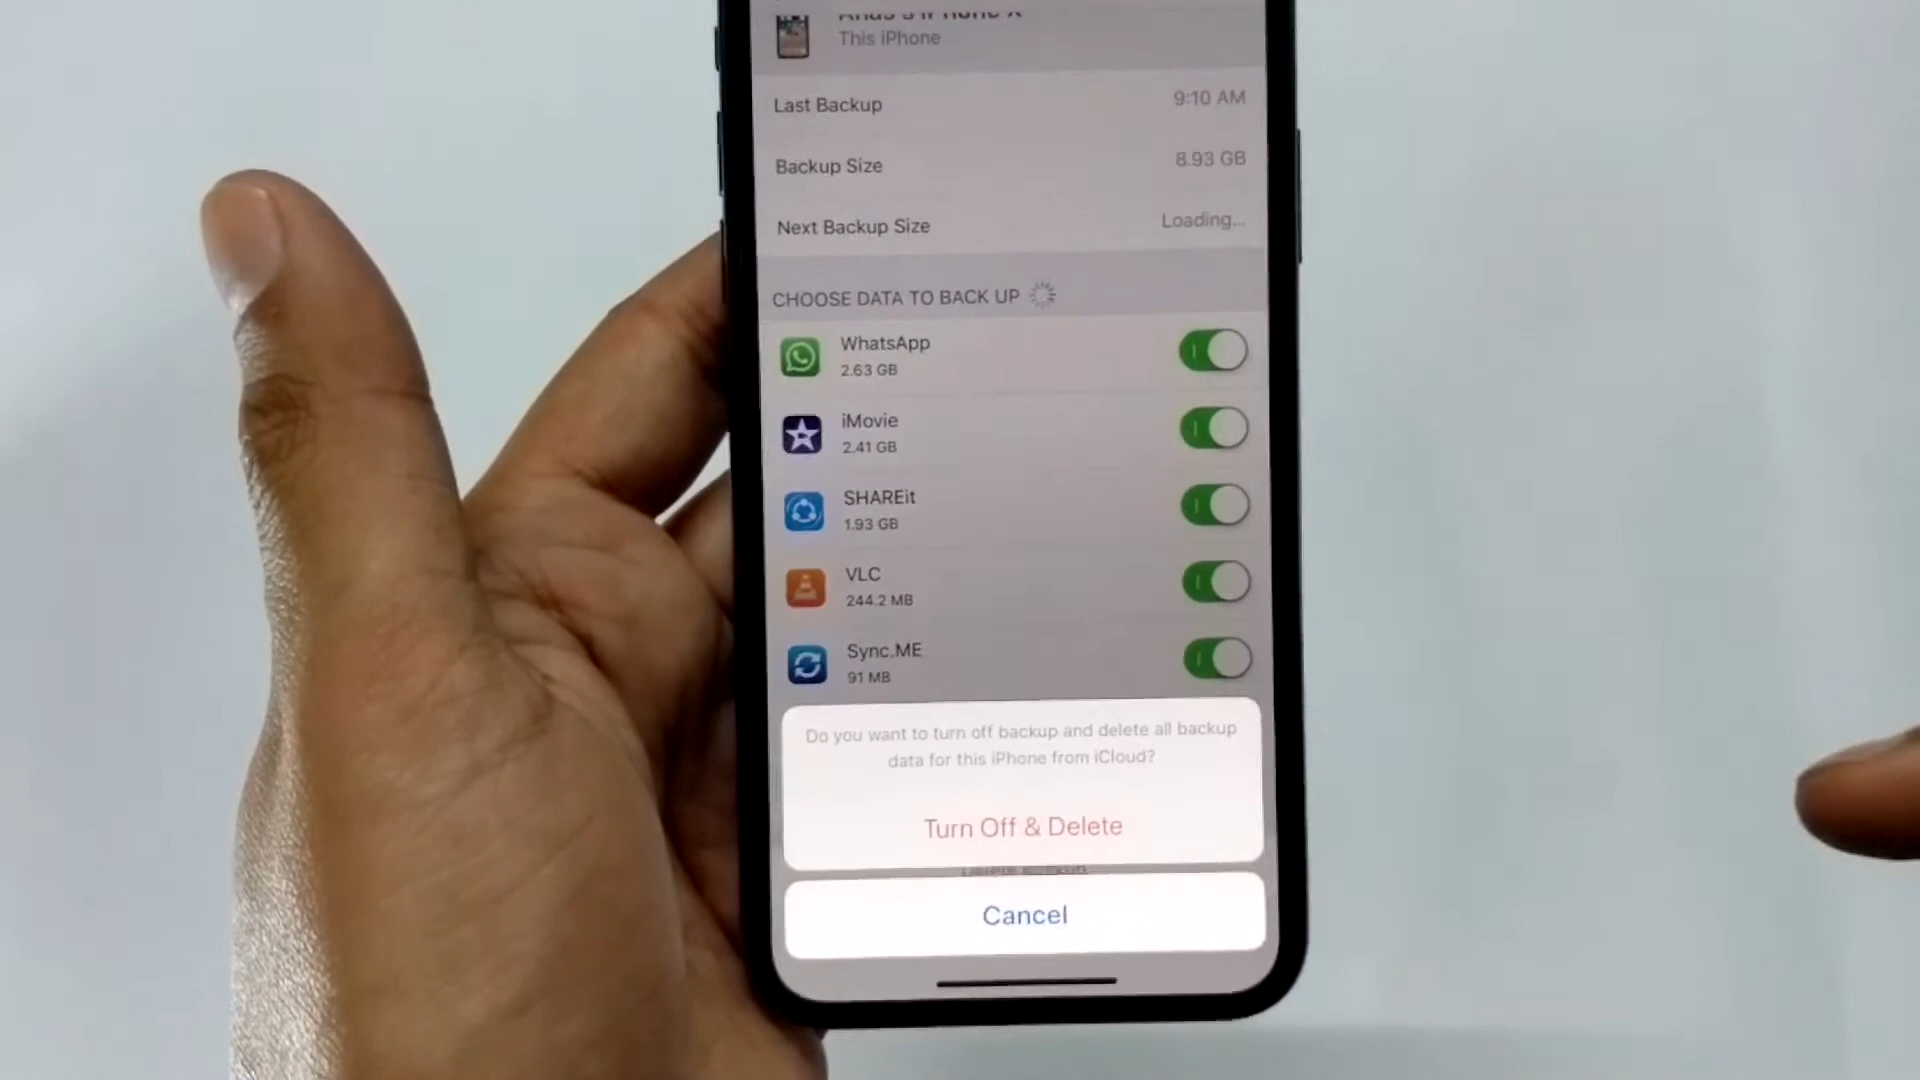 This iPhone
Last Backup 9:10 AM
Backup Size 8.93 GB
Next Backup Size Loading...
CHOOSE DATA TO BACK UP
WhatsApp
2.63 GB
iMovie
2.41 GB
SHAREit
1.93 GB
VLC
244.2 MB
Sync.ME
91 MB
Do you want to turn off backup and delete all backup
data for this iPhone from iCloud?
Turn Off & Delete
Cancel